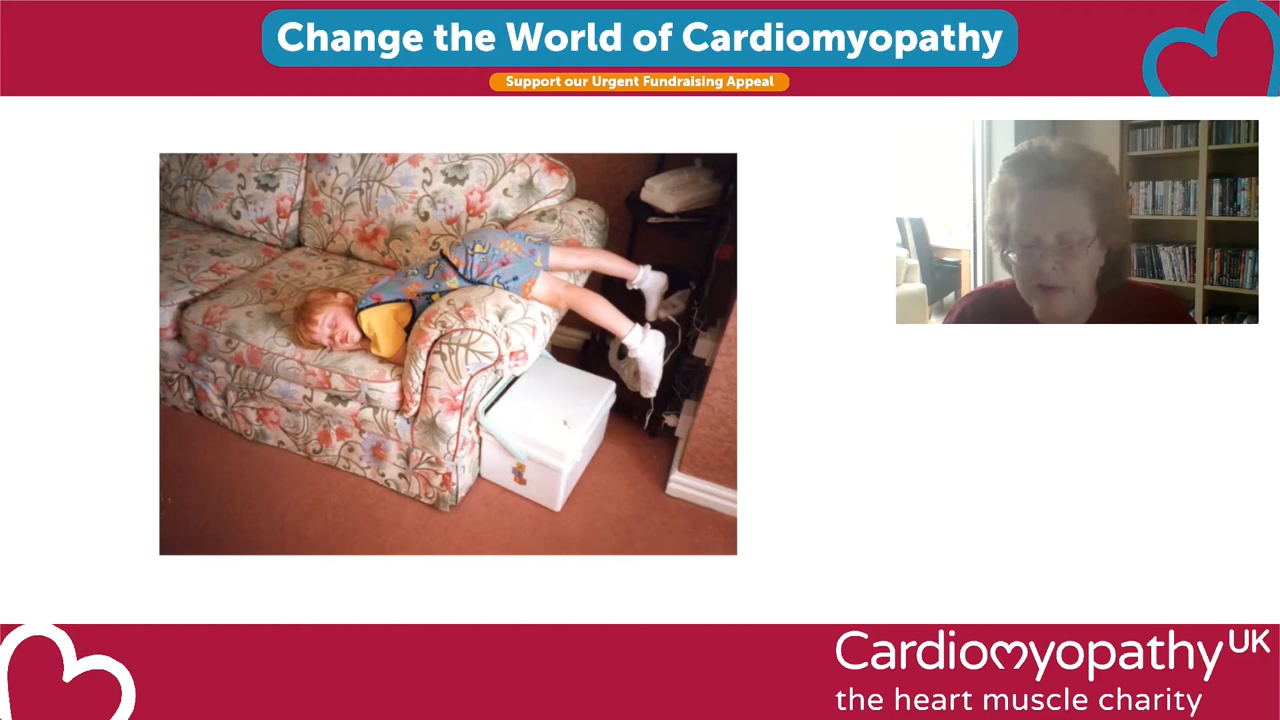 Change the World of Cardiomyopathy
Support our Urgent Fundraising Appeal
Cardiomyopathy UK
the heart muscle charity